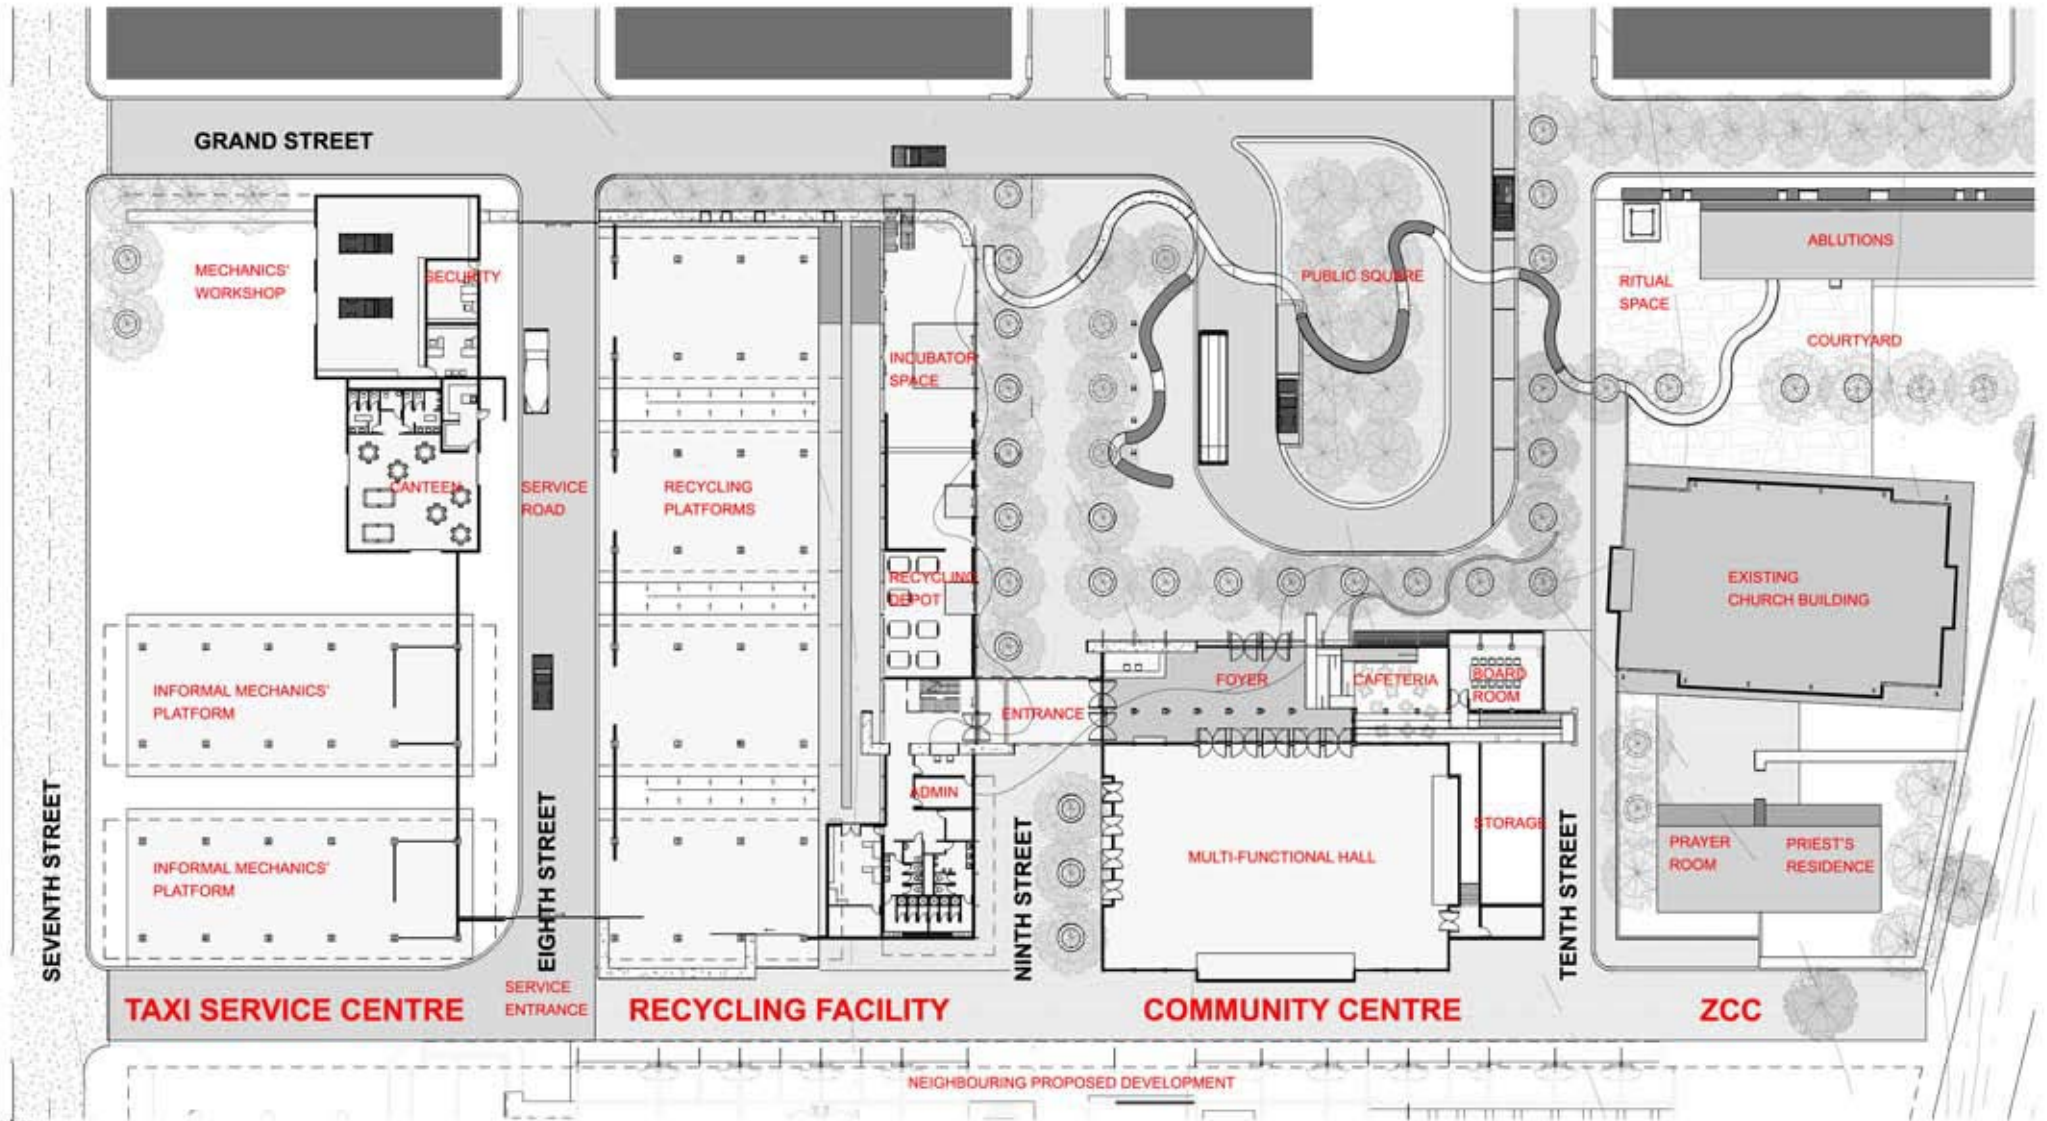 GRAND STREET
MECHANICS'
WORKSHOP
SECURITY
CANTEEN
SERVICE
ROAD
INFORMAL MECHANICS'
PLATFORM
INFORMAL MECHANICS'
PLATFORM
SEVENTH STREET
EIGHTH STREET
TAXI SERVICE CENTRE
SERVICE
ENTRANCE
RECYCLING
PLATFORMS
INCUBATOR
SPACE
RECYCLING
DEPOT
ENTRANCE
ADMIN
NINTH STREET
RECYCLING FACILITY
PUBLIC SQUARE
FOYER
CAFETERIA
BOARD
ROOM
MULTI-FUNCTIONAL HALL
STORAGE
TENTH STREET
COMMUNITY CENTRE
ABLUTIONS
RITUAL
SPACE
COURTYARD
EXISTING
CHURCH BUILDING
PRAYER
ROOM
PRIEST'S
RESIDENCE
ZCC
NEIGHBOURING PROPOSED DEVELOPMENT